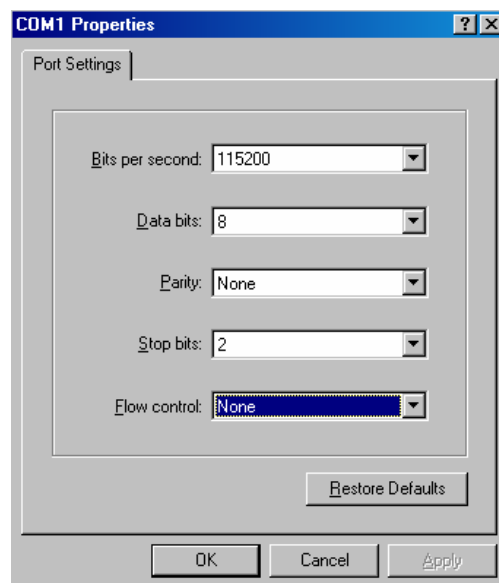 COM1 Properties
Port Settings
Bits per second: 115200
Data bits: 8
Parity: None
Stop bits: 2
Flow control: None
Restore Defaults
OK Cancel Apply